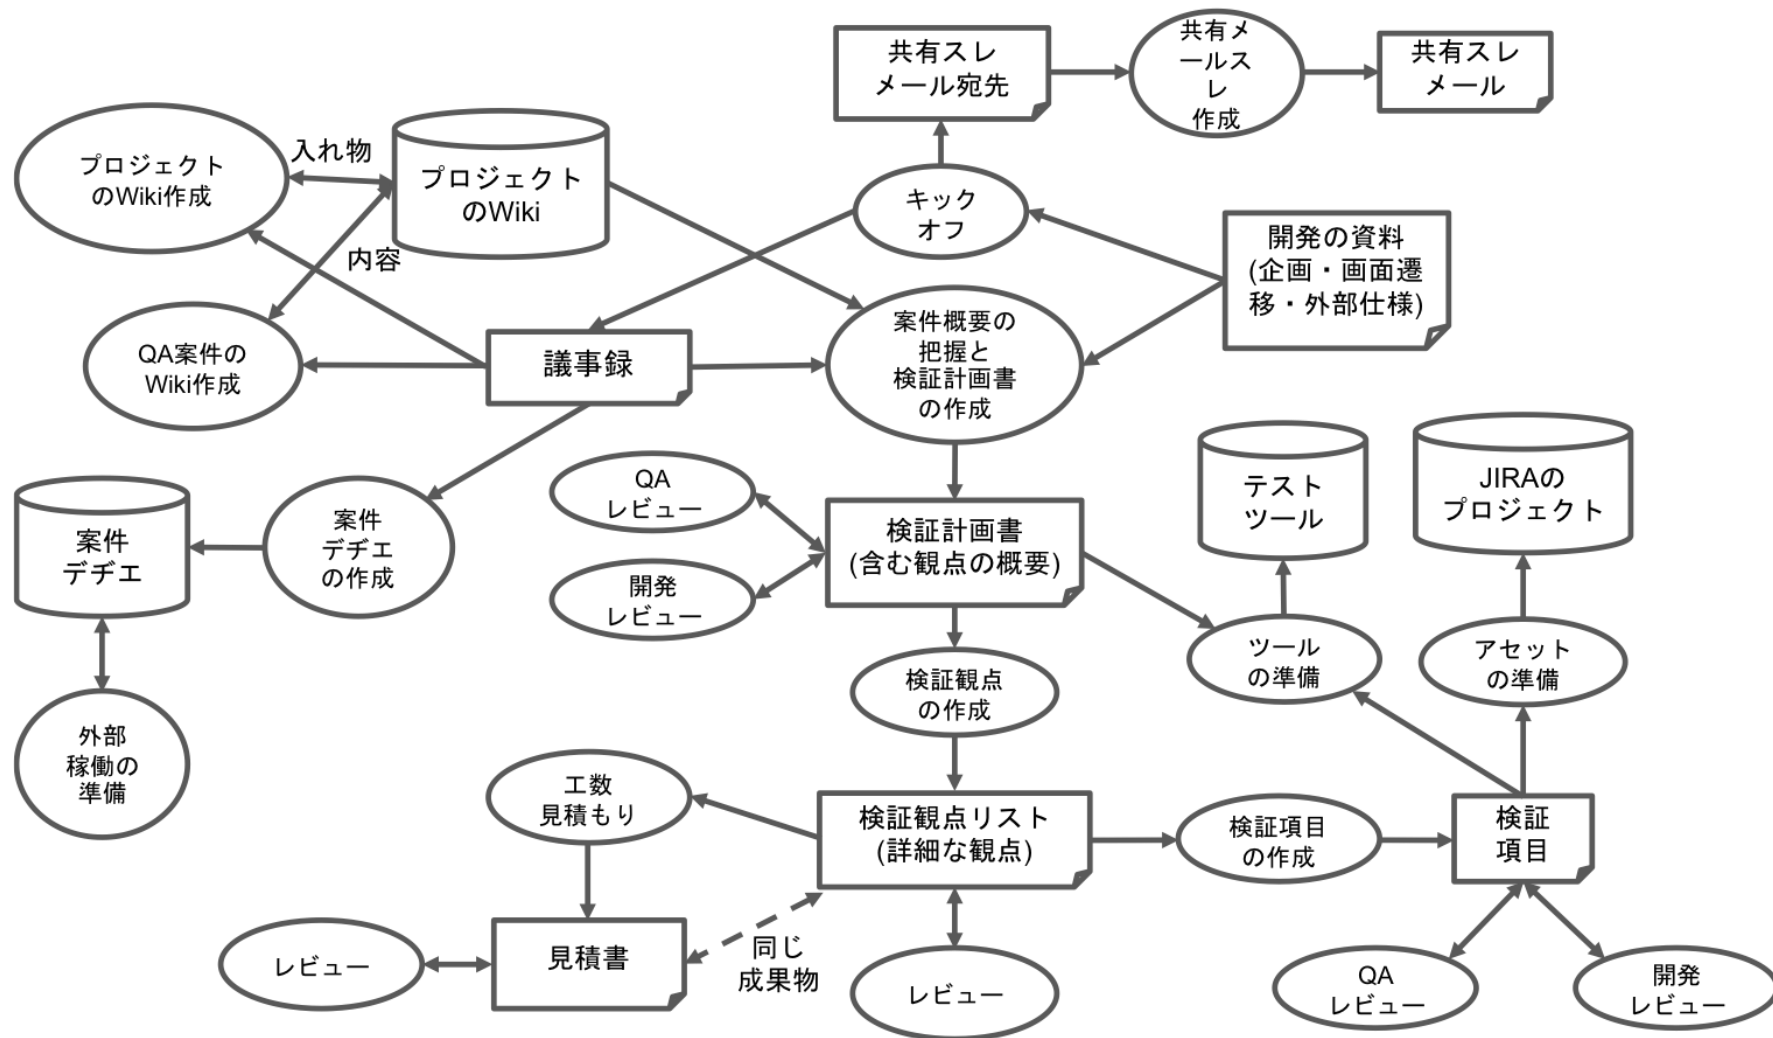 共有スレ
メール宛先
共有メ
ールス
レ
作成
共有スレ
メール
プロジェクト
のWiki作成
入れ物
プロジェクト
のWiki
キック
オフ
開発の資料
(企画・画面遷
移・外部仕様)
内容
QA案件の
Wiki作成
議事録
案件概要の
把握と
検証計画書
の作成
QA
レビュー
開発
レビュー
検証計画書
(含む観点の概要)
テスト
ツール
JIRAの
プロジェクト
案件
デヂエ
案件
デヂエ
の作成
ツール
の準備
アセット
の準備
検証観点
の作成
外部
稼働の
準備
工数
見積もり
検証観点リスト
(詳細な観点)
検証項目
の作成
検証
項目
レビュー
見積書
同じ
成果物
レビュー
QA
レビュー
開発
レビュー